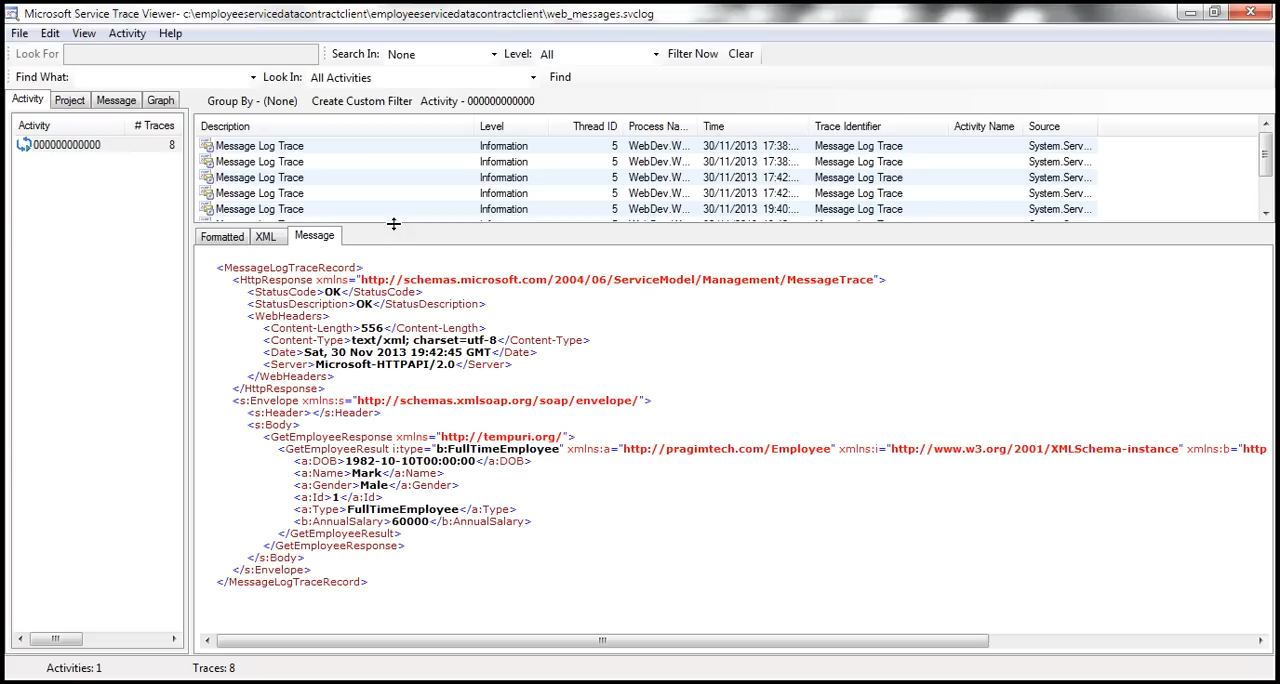 Microsoft Service Trace Viewer- c:\employeeservicedatacontractclient\employeeservicedatacontractclient\web_messages.svclog
File Edit View Activity Help
Look For Search In: None Level: All Filter Now Clear
Find What: Look In: All Activities Find
Activity Project Message Graph Group By - (None) Create Custom Filter Activity - 000000000000
Activity # Traces
000000000000 8
Description Level Thread ID Process Na... Time Trace Identifier Activity Name Source
Message Log Trace Information 5 WebDev.W... 30/11/2013 17:38:... Message Log Trace System.Serv...
Message Log Trace Information 5 WebDev.W... 30/11/2013 17:38:... Message Log Trace System.Serv...
Message Log Trace Information 5 WebDev.W... 30/11/2013 17:42:... Message Log Trace System.Serv...
Message Log Trace Information 5 WebDev.W... 30/11/2013 17:42:... Message Log Trace System.Serv...
Message Log Trace Information 5 WebDev.W... 30/11/2013 19:40:... Message Log Trace System.Serv...
Formatted XML Message
<MessageLogTraceRecord>
<HttpResponse xmlns="http://schemas.microsoft.com/2004/06/ServiceModel/Management/MessageTrace">
<StatusCode>OK</StatusCode>
<StatusDescription>OK</StatusDescription>
<WebHeaders>
<Content-Length>556</Content-Length>
<Content-Type>text/xml; charset=utf-8</Content-Type>
<Date>Sat, 30 Nov 2013 19:42:45 GMT</Date>
<Server>Microsoft-HTTPAPI/2.0</Server>
</WebHeaders>
</HttpResponse>
<s:Envelope xmlns:s="http://schemas.xmlsoap.org/soap/envelope/">
<s:Header></s:Header>
<s:Body>
<GetEmployeeResponse xmlns="http://tempuri.org/">
<GetEmployeeResult i:type="b:FullTimeEmployee" xmlns:a="http://pragimtech.com/Employee" xmlns:i="http://www.w3.org/2001/XMLSchema-instance" xmlns:b="http
<a:DOB>1982-10-10T00:00:00</a:DOB>
<a:Name>Mark</a:Name>
<a:Gender>Male</a:Gender>
<a:Id>1</a:Id>
<a:Type>FullTimeEmployee</a:Type>
<b:AnnualSalary>60000</b:AnnualSalary>
</GetEmployeeResult>
</GetEmployeeResponse>
</s:Body>
</s:Envelope>
</MessageLogTraceRecord>
Activities: 1 Traces: 8